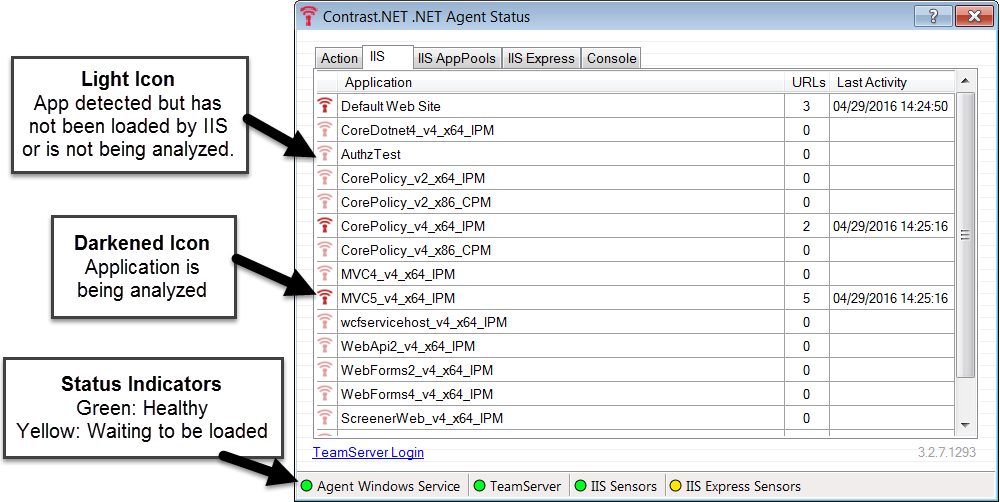 Contrast.NET .NET Agent Status
?
Action IIS IIS AppPools IIS Express Console
Application URLs Last Activity
Default Web Site 3 04/29/2016 14:24:50
CoreDotnet4_v4_x64_IPM 0
AuthzTest 0
CorePolicy_v2_x64_IPM 0
CorePolicy_v2_x86_CPM 0
CorePolicy_v4_x64_IPM 2 04/29/2016 14:25:16
CorePolicy_v4_x86_CPM 0
MVC4_v4_x64_IPM 0
MVC5_v4_x64_IPM 5 04/29/2016 14:25:16
wcfservicehost_v4_x64_IPM 0
WebApi2_v4_x64_IPM 0
WebForms2_v4_x64_IPM 0
WebForms4_v4_x64_IPM 0
ScreenerWeb_v4_x64_IPM 0
TeamServer Login 3.2.7.1293
Agent Windows Service TeamServer IIS Sensors IIS Express Sensors
Light Icon
App detected but has
not been loaded by IIS
or is not being analyzed.
Darkened Icon
Application is
being analyzed
Status Indicators
Green: Healthy
Yellow: Waiting to be loaded